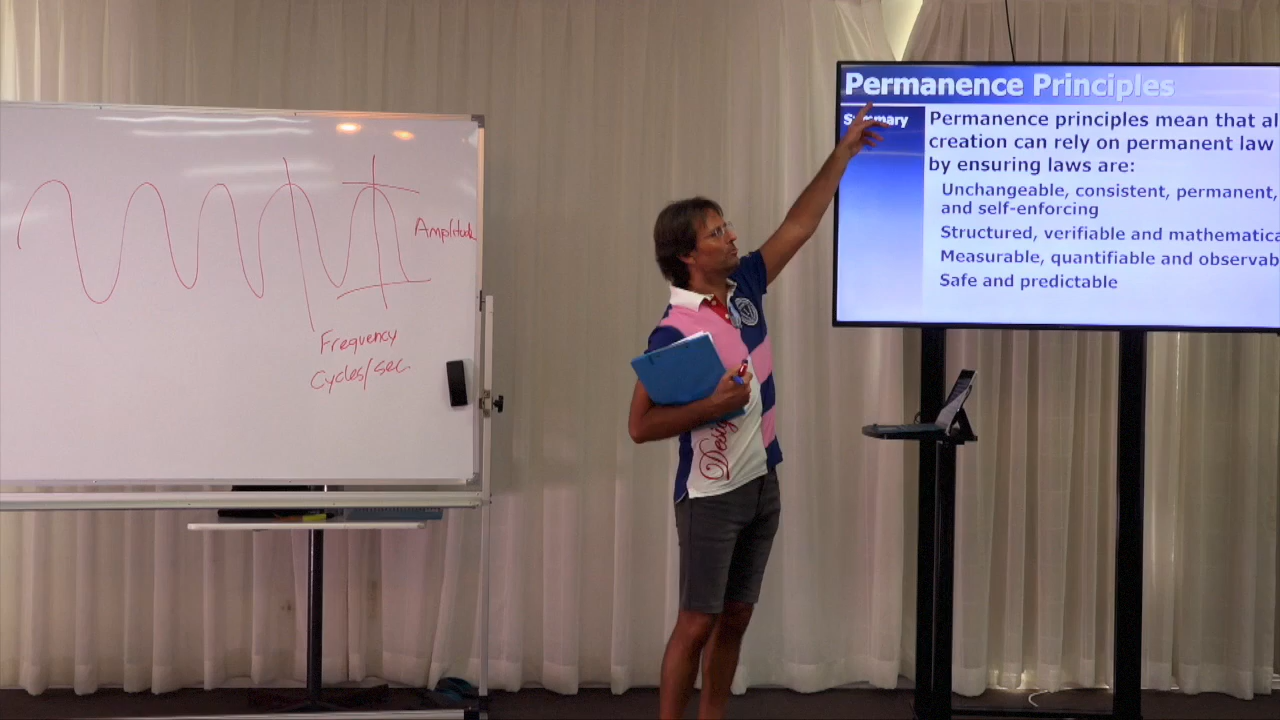 Amplitude
Frequency
Cycles/sec
Permanence Principles
Summary
Permanence principles mean that al
creation can rely on permanent law
by ensuring laws are:
Unchangeable, consistent, permanent,
and self-enforcing
Structured, verifiable and mathematica
Measurable, quantifiable and observab
Safe and predictable
Desig